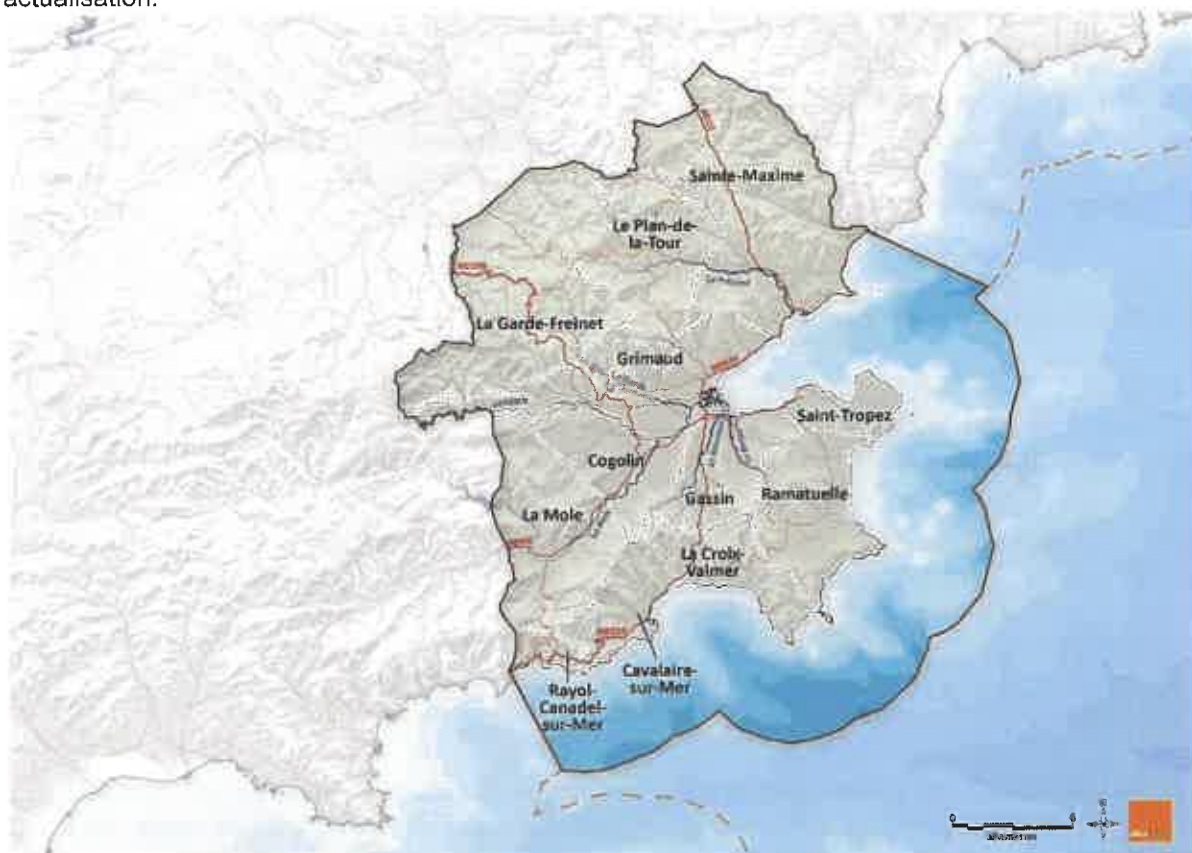 actualisation.
Sainte-Maxime
Le Plan-de-
la-Tour
La Garde-Freinet
Grimaud
Saint-Tropez
Cogolin
Gassin
Ramatuelle
La Mole
La Croix-
Valmer
Cavalaire-
sur-Mer
Rayol-
Canadel-
sur-Mer